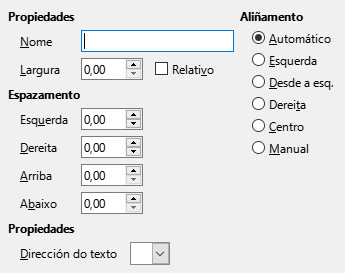 Propiedades
Nome
Largura 0,00 Relativo
Espazamento
Esquerda 0,00
Dereita 0,00
Arriba 0,00
Abaixo 0,00
Propiedades
Dirección do texto
Aliñamento
Automático
Esquerda
Desde a esq.
Dereita
Centro
Manual